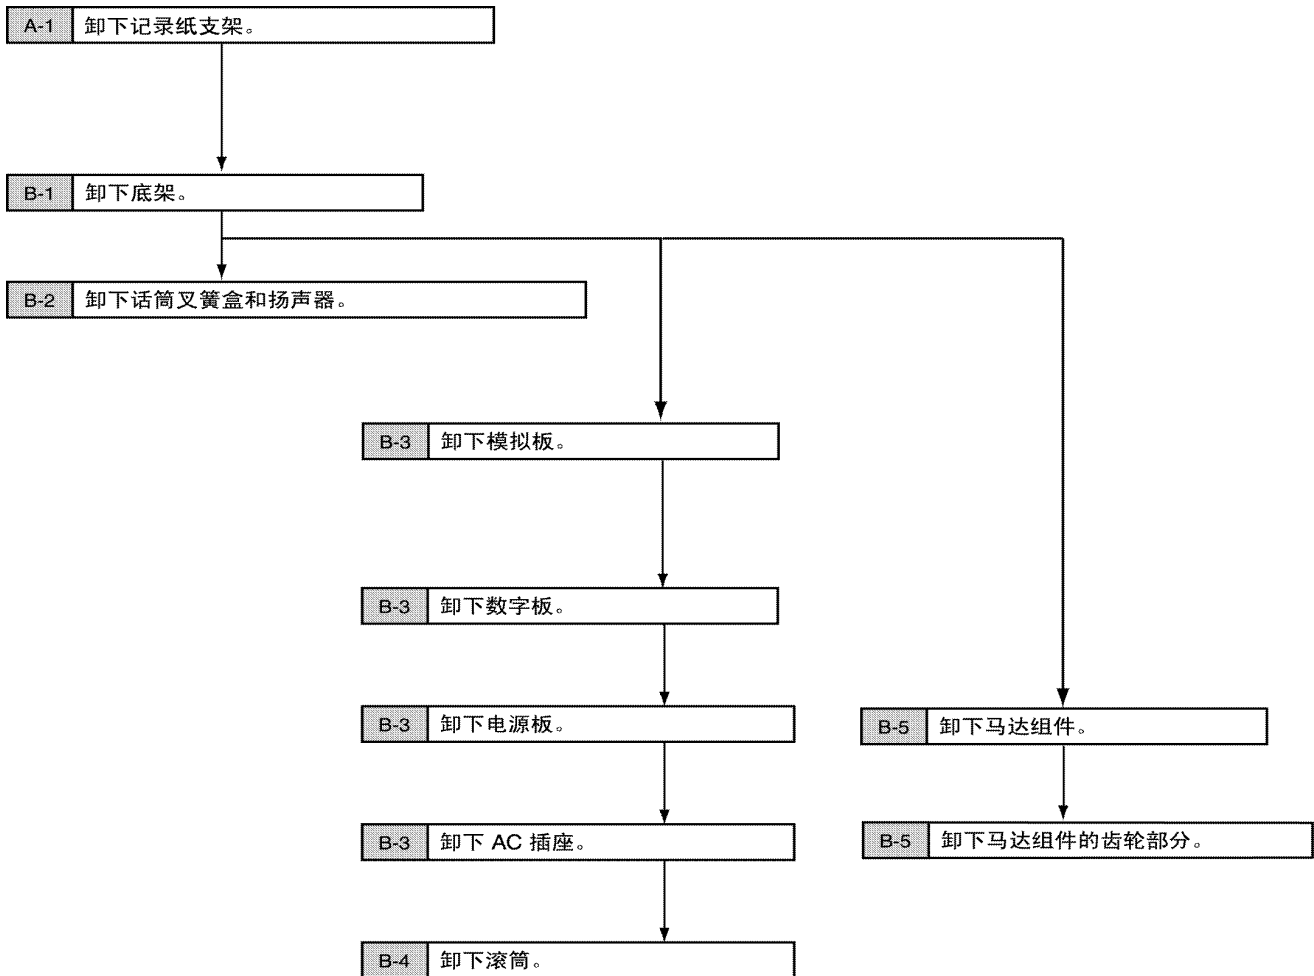 A-1 卸下记录纸支架。
B-1 卸下底架。
B-2 卸下话筒叉簧盒和扬声器。
B-3 卸下模拟板。
B-3 卸下数字板。
B-3 卸下电源板。
B-5 卸下马达组件。
B-3 卸下 AC 插座。
B-5 卸下马达组件的齿轮部分。
B-4 卸下滚筒。